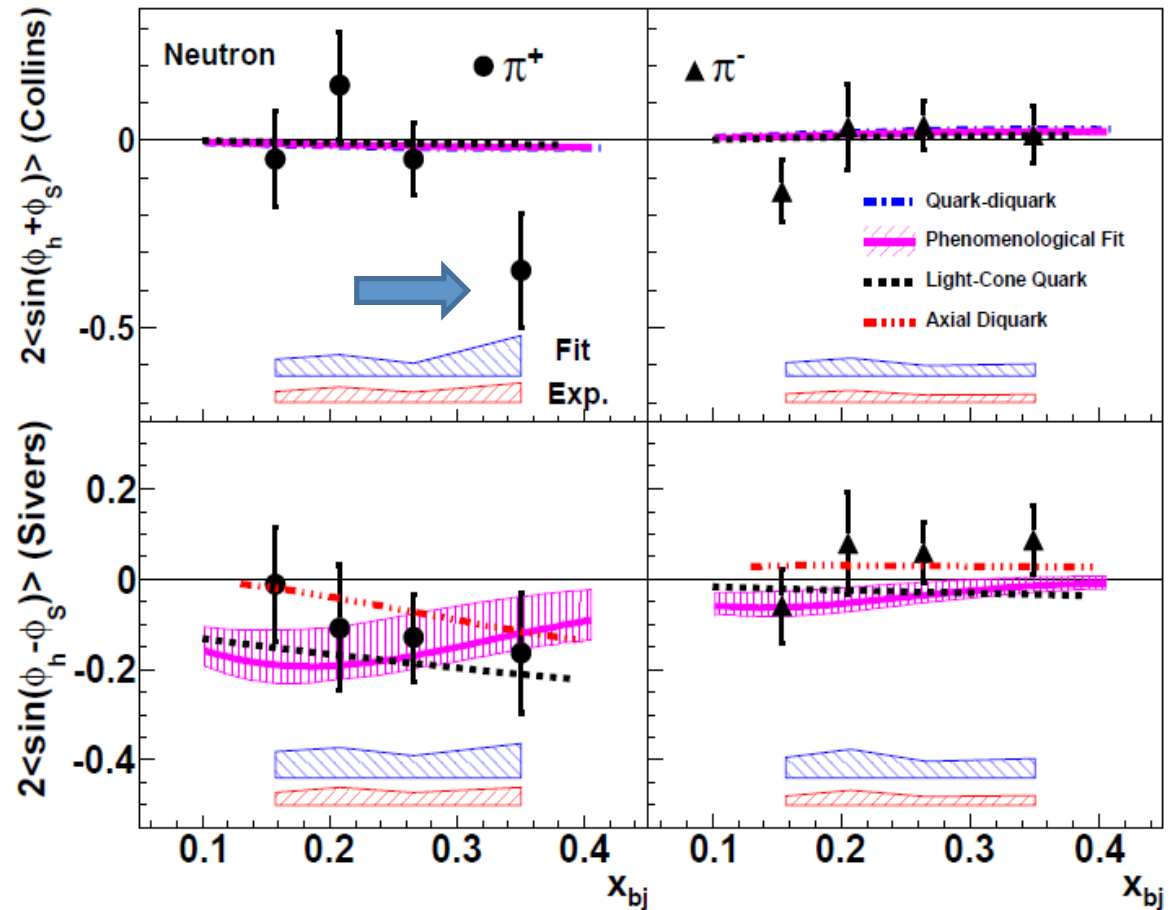 Neutron
π+
π-
2<sin(ϕh+ϕS)> (Collins)
0
-0.5
Quark-diquark
Phenomenological Fit
Light-Cone Quark
Axial Diquark
Fit
Exp.
2<sin(ϕh-ϕS)> (Sivers)
0.2
0
-0.2
-0.4
0.1 0.2 0.3 0.4 0.1 0.2 0.3 0.4
xbj xbj